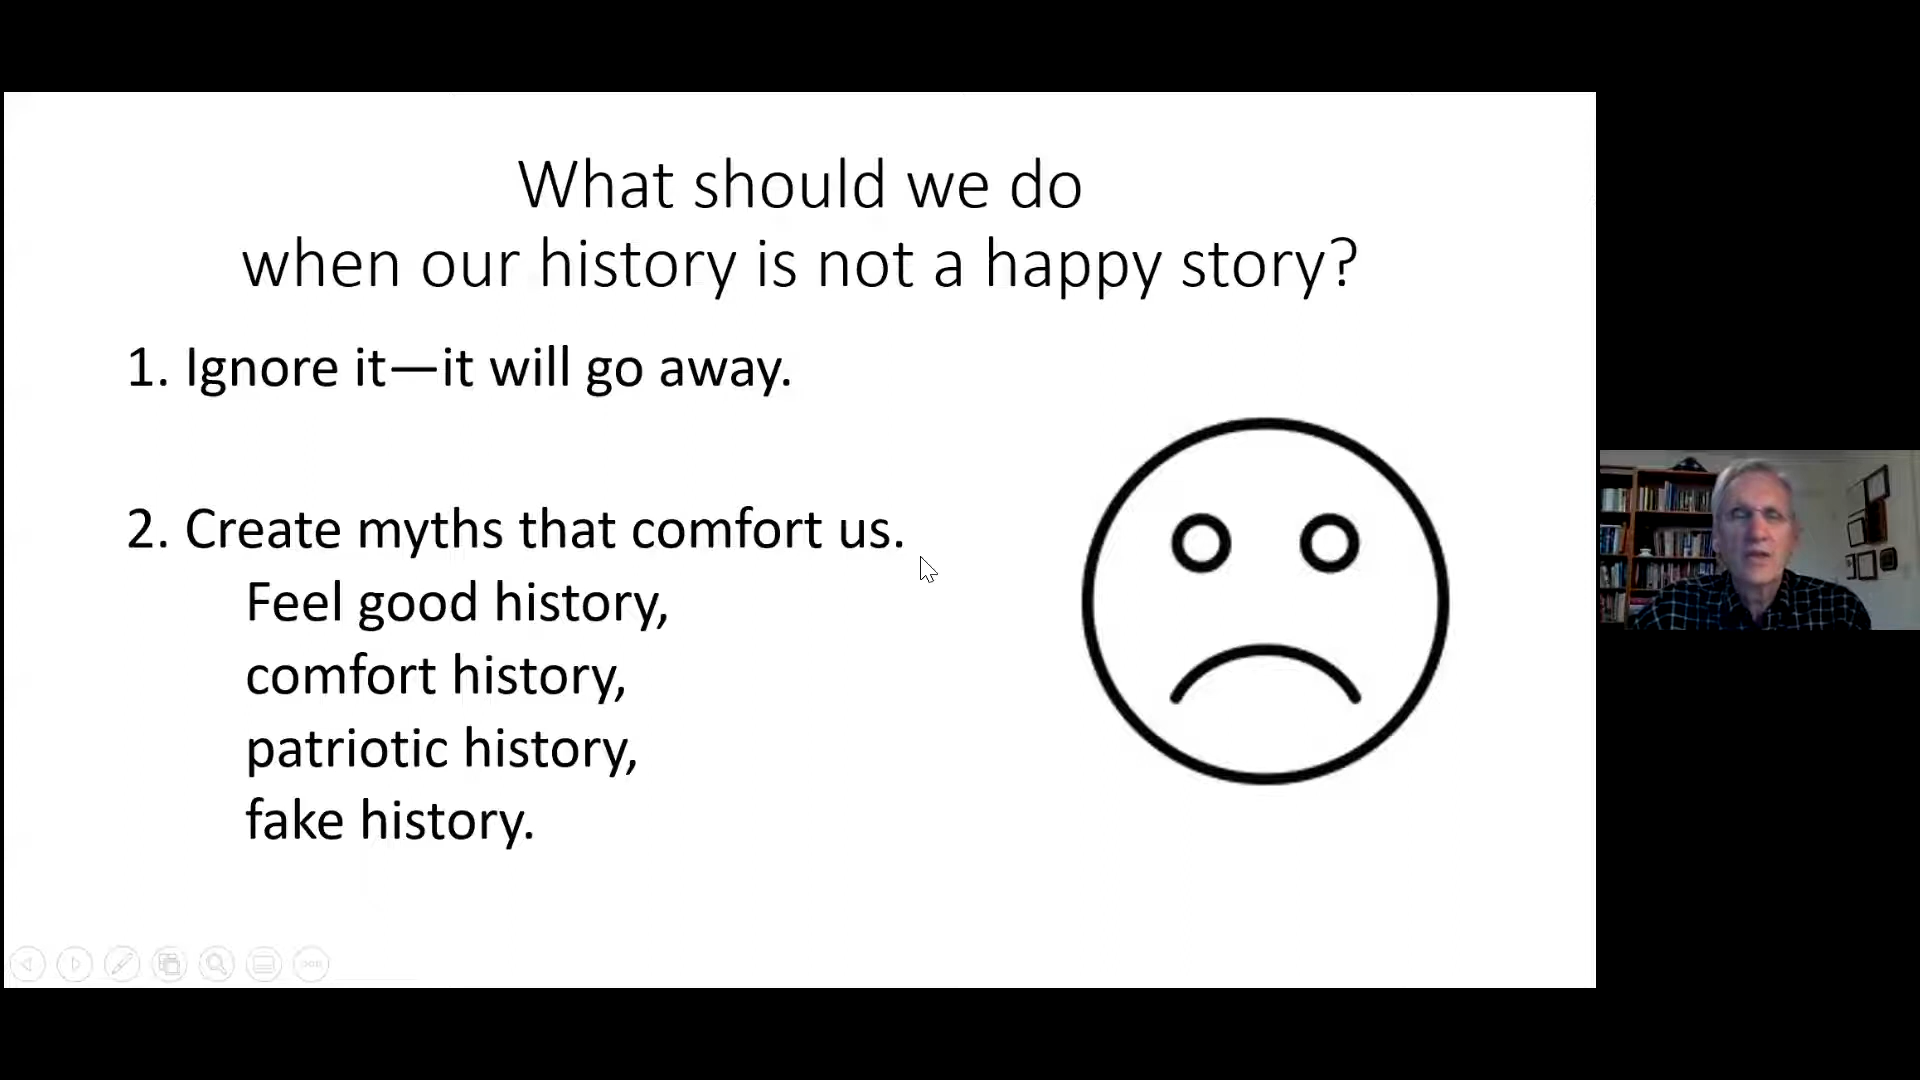 What should we do
when our history is not a happy story?
1. Ignore it—it will go away.
2. Create myths that comfort us.
Feel good history,
comfort history,
patriotic history,
fake history.